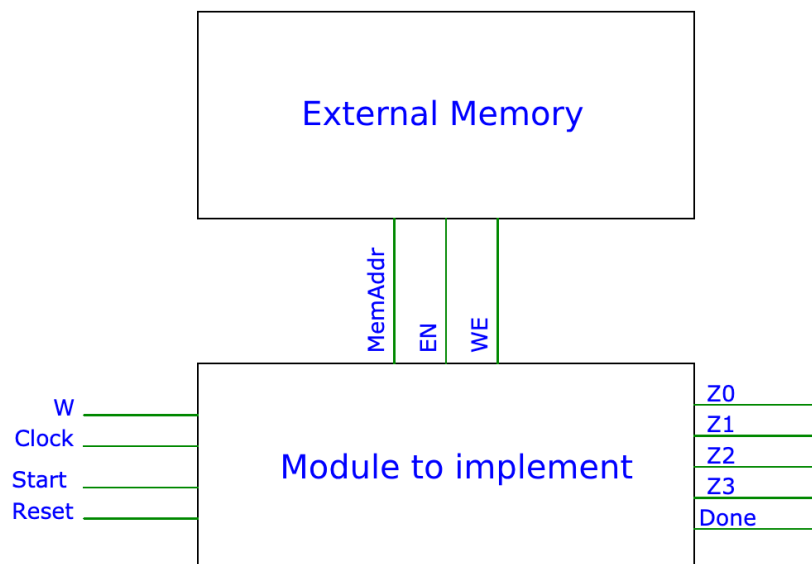 External Memory
MemAddr
EN
WE
W
Clock
Start
Reset
Module to implement
Z0
Z1
Z2
Z3
Done